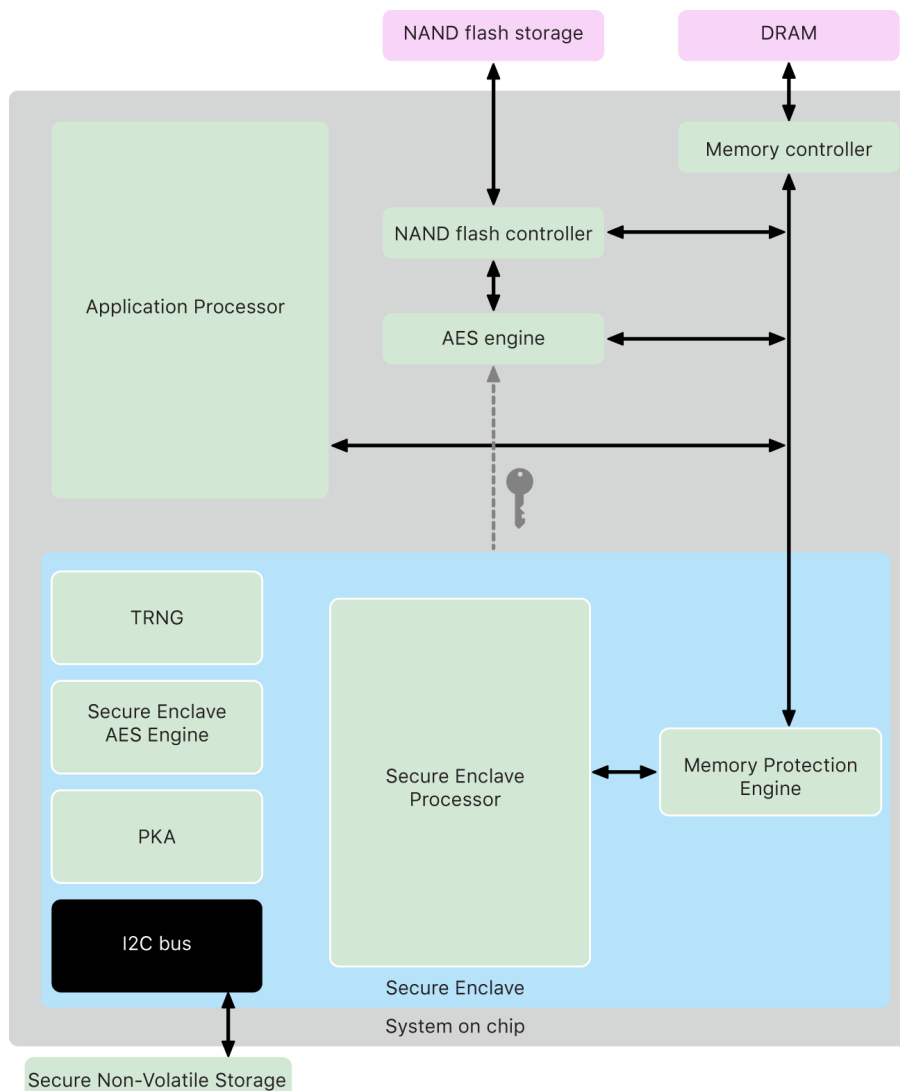 NAND flash storage
DRAM
Memory controller
NAND flash controller
Application Processor
AES engine
TRNG
Secure Enclave
AES Engine
Secure Enclave
Processor
Memory Protection
Engine
PKA
I2C bus
Secure Enclave
System on chip
Secure Non-Volatile Storage